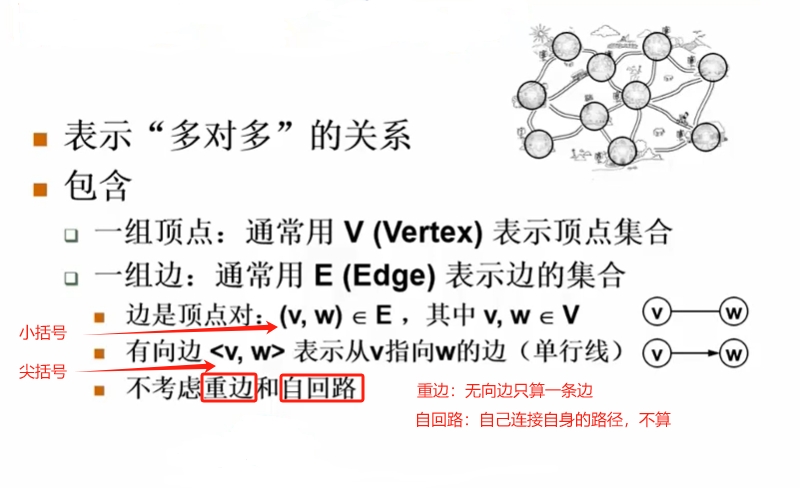 表示“多对多”的关系
包含
一组顶点：通常用 V (Vertex) 表示顶点集合
一组边：通常用 E (Edge) 表示边的集合
边是顶点对：(v, w) ∈ E ，其中 v, w ∈ V
v w
小括号
有向边 <v, w> 表示从v指向w的边（单行线）
v w
尖括号
不考虑重边和自回路
重边：无向边只算一条边
自回路：自己连接自身的路径，不算